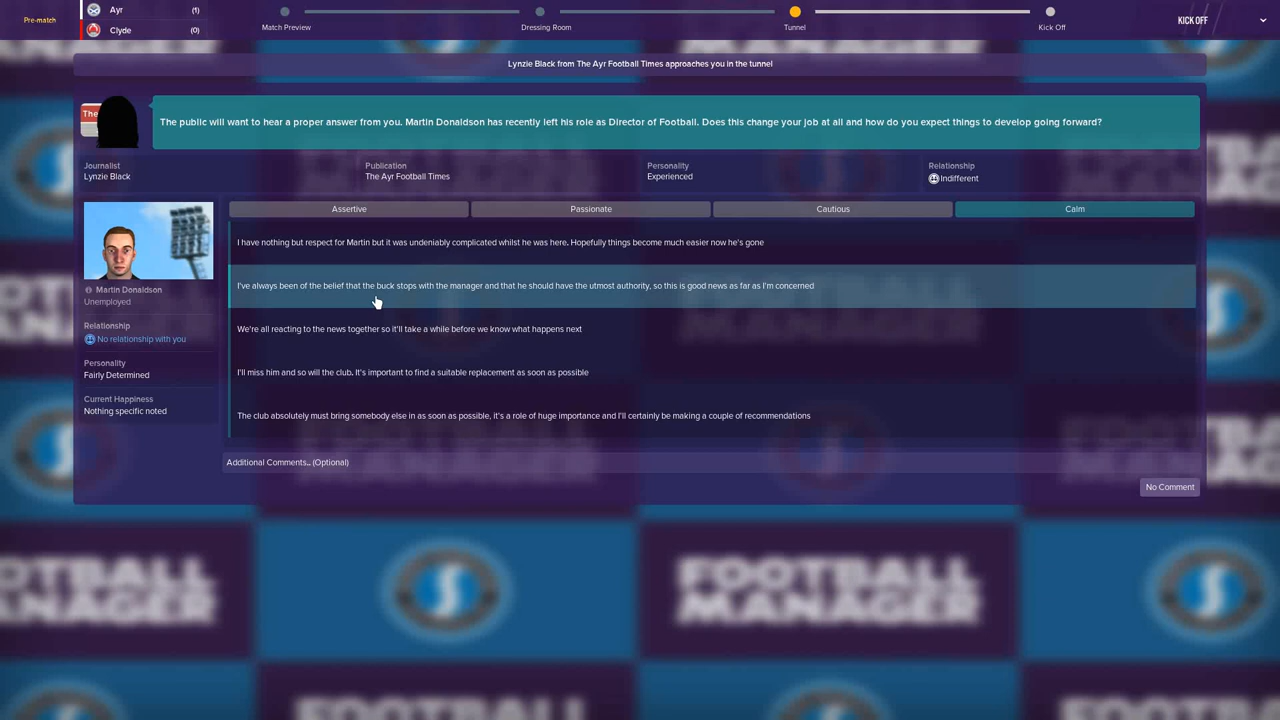 Pre-match
Ayr (1)
Clyde (0)
Match Preview
Dressing Room
Tunnel
Kick Off
KICK OFF
Lynzie Black from The Ayr Football Times approaches you in the tunnel
The
The public will want to hear a proper answer from you. Martin Donaldson has recently left his role as Director of Football. Does this change your job at all and how do you expect things to develop going forward?
Journalist
Lynzie Black
Publication
The Ayr Football Times
Personality
Experienced
Relationship
Indifferent
Martin Donaldson
Unemployed
Relationship
No relationship with you
Personality
Fairly Determined
Current Happiness
Nothing specific noted
Assertive
Passionate
Cautious
Calm
I have nothing but respect for Martin but it was undeniably complicated whilst he was here. Hopefully things become much easier now he's gone
I've always been of the belief that the buck stops with the manager and that he should have the utmost authority, so this is good news as far as I'm concerned
We're all reacting to the news together so it'll take a while before we know what happens next
I'll miss him and so will the club. It's important to find a suitable replacement as soon as possible
The club absolutely must bring somebody else in as soon as possible, it's a role of huge importance and I'll certainly be making a couple of recommendations
Additional Comments.. (Optional)
No Comment
FOOTBALL
MANAGER
FOOTBALL
MANAGER